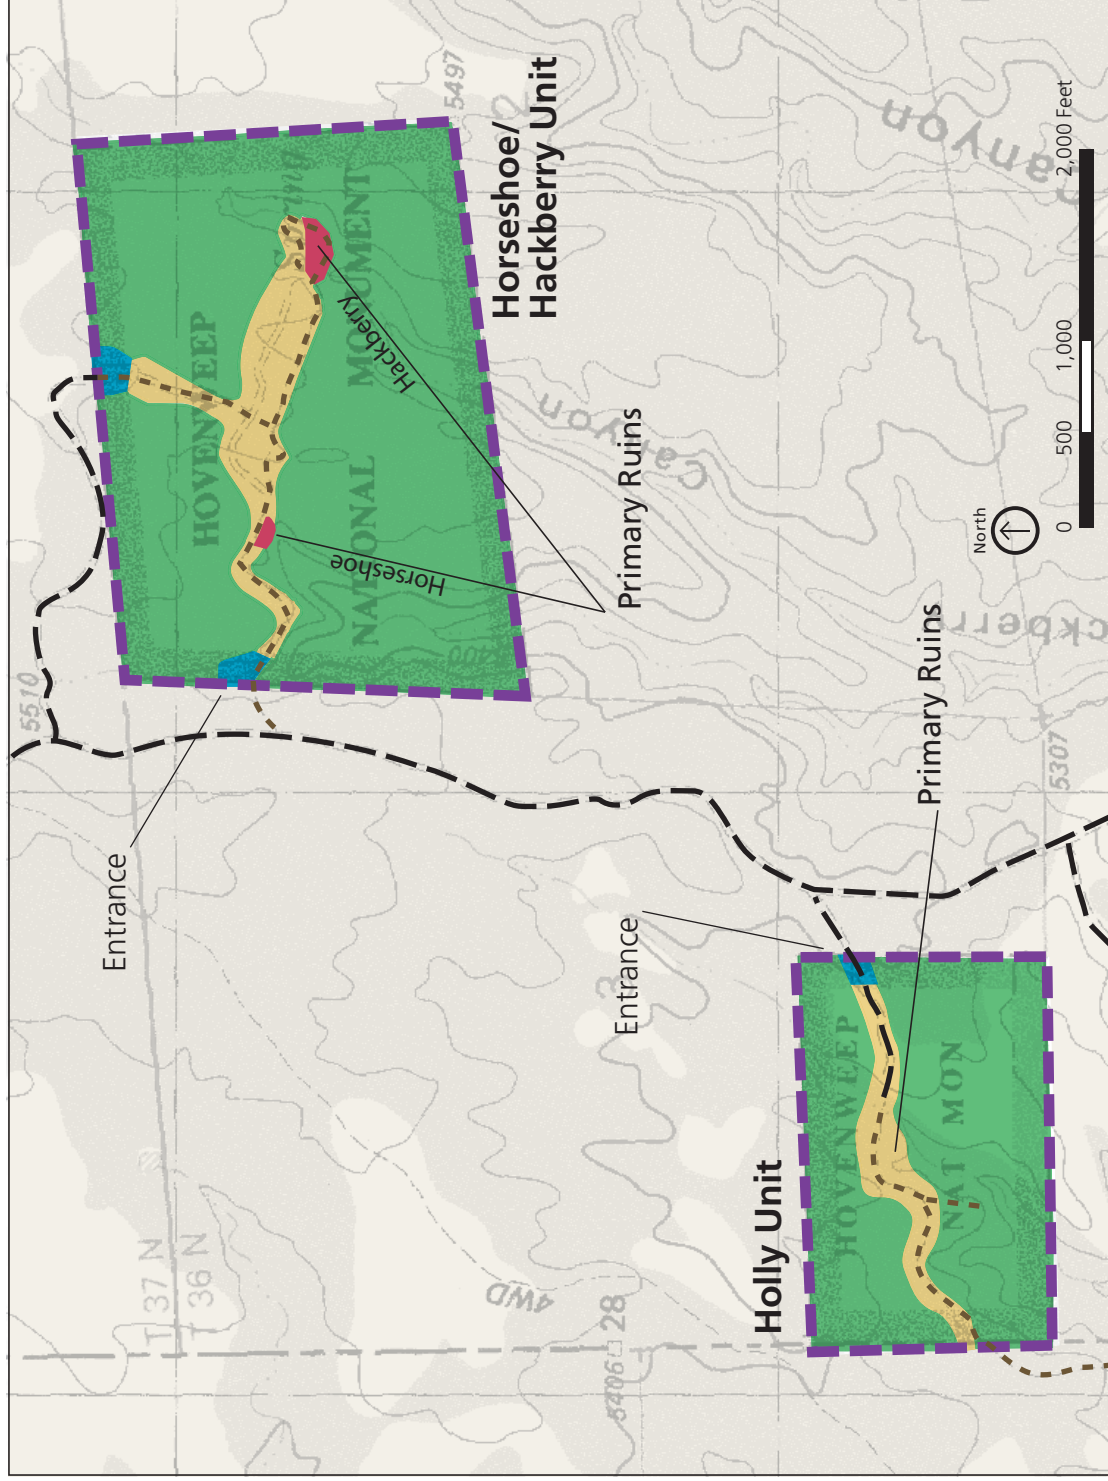 5497
Horseshoe/
Hackberry Unit
HOVENWEEP
NATIONAL MONUMENT
Hackberry
Horseshoe
Primary Ruins
5510
Entrance
Canyon
Canyon
2,000 Feet
1,000
500
0
North
Primary Ruins
5307
Entrance
Holly Unit
HOVENWEEP
NAT MON
T 37 N
T 36 N
4WD
28
3